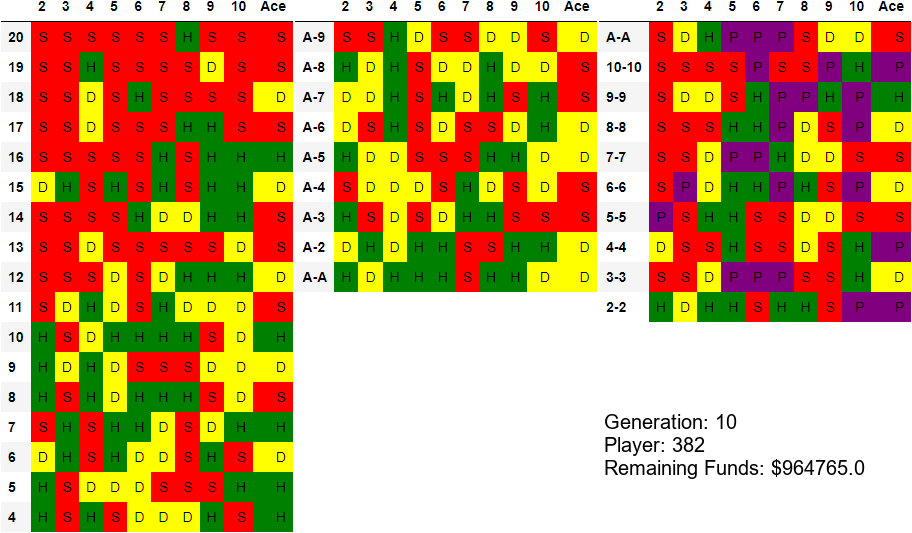 2 3 4 5 6 7 8 9 10 Ace
20 S S S S S S H S S S
19 S S H S S S S D S S
18 S S D S H S S S S D
17 S S D S S S H H S S
16 S S S S S H S H H H
15 D H S H S H S H H D
14 S S S S H D D H H S
13 S S D S S S S S D S
12 S S S D S D H H H D
11 S D H D S H D D D S
10 H S D H H H H S D H
9 H D H D S S S D D D
8 H S H D H H H S D S
7 S H S H H D S D H H
6 D H S H D D S H S D
5 H S D D D S S S H H
4 H S H S D D D H S H
2 3 4 5 6 7 8 9 10 Ace
A-9 S S H D S S D D S D
A-8 H D H S D D H D D S
A-7 D D H S H D H S H S
A-6 D S H S D S S D H D
A-5 H D D S S S H H D D
A-4 S D D D S H D S D S
A-3 H S D S D H H S S S
A-2 D H D H H S S H H D
A-A H D H H H S H H D D
2 3 4 5 6 7 8 9 10 Ace
A-A S D H P P P S D D S
10-10 S S S S P S S P H P
9-9 S D D S H P P H P H
8-8 S S S H H P D S P D
7-7 S S D P P H D D S S
6-6 S P D H H P H S P D
5-5 P S H H S S D D S S
4-4 D S S H S S D S H P
3-3 S S D P P P S S H D
2-2 H D H H S H H S P P
Generation: 10
Player: 382
Remaining Funds: $964765.0